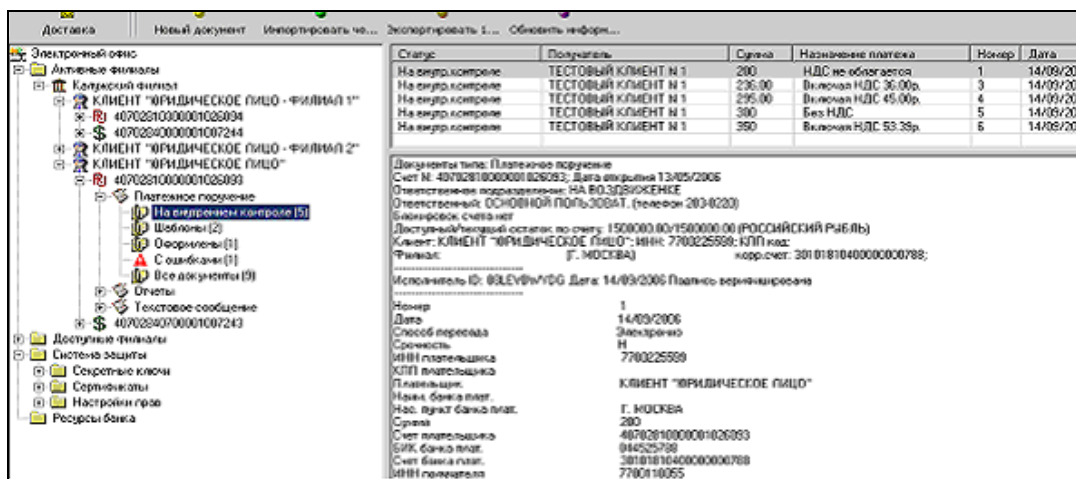 Доставка Новый документ Импортировать че... Экспортировать 1... Обновить информ...
Электронный офис
Активные филиалы
Калужский филиал
КЛИЕНТ "ЮРИДИЧЕСКОЕ ЛИЦО - ФИЛИАЛ 1"
40702810300001026094
40702840000001007244
КЛИЕНТ "ЮРИДИЧЕСКОЕ ЛИЦО - ФИЛИАЛ 2"
КЛИЕНТ "ЮРИДИЧЕСКОЕ ЛИЦО"
40702810000001026093
Платежное поручение
На внутреннем контроле (5)
Шаблоны (2)
Оформлены (1)
С ошибками (1)
Все документы (9)
Отчеты
Текстовое сообщение
40702840700001007243
Доступные филиалы
Система защиты
Секретные ключи
Сертификаты
Настройки прав
Ресурсы банка
Статус Получатель Сумма Назначение платежа Номер Дата
На внутр.контроле ТЕСТОВЫЙ КЛИЕНТ N 1 280 НДС не облагается 1 14/09/20
На внутр.контроле ТЕСТОВЫЙ КЛИЕНТ N 1 236.00 Включая НДС 36.00р. 3 14/09/20
На внутр.контроле ТЕСТОВЫЙ КЛИЕНТ N 1 295.00 Включая НДС 45.00р. 4 14/09/20
На внутр.контроле ТЕСТОВЫЙ КЛИЕНТ N 1 300 Без НДС 5 14/09/20
На внутр.контроле ТЕСТОВЫЙ КЛИЕНТ N 1 350 Включая НДС 53.39р. 6 14/09/20
Документы типа: Платежное поручение
Счет N: 40702810000001026093; Дата открытия 13/05/2006
Ответственное подразделение: НА ВОЗДВИЖЕНКЕ
Ответственный: ОСНОВНОЙ ПОЛЬЗОВАТ. (телефон 203-0220)
Блокировок счета нет
Доступный/текущий остаток по счету: 1500000.00/1500000.00 (РОССИЙСКИЙ РУБЛЬ)
Клиент: КЛИЕНТ "ЮРИДИЧЕСКОЕ ЛИЦО"; ИНН: 7700225599; КПП код:
Филиал: (Г. МОСКВА) корр.счет: 30101810400000000788;
Исполнитель ID: Дата: 14/09/2006 Подпись верифицирована
Номер 1
Дата 14/09/2006
Способ перевода Электронно
Срочность Н
ИНН плательщика 7700225599
КПП плательщика
Плательщик КЛИЕНТ "ЮРИДИЧЕСКОЕ ЛИЦО"
Наим. банка плат.
Нас. пункт банка плат. Г. МОСКВА
Сумма 280
Счет плательщика 40702810000001026093
БИК банка плат. 044525788
Счет банка плат. 30101810400000000788
ИНН получателя 7700110055